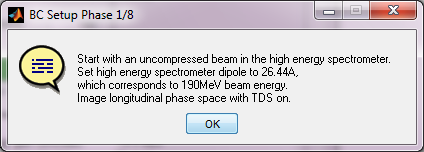 BC Setup Phase 1/8
Start with an uncompressed beam in the high energy spectrometer.
Set high energy spectrometer dipole to 26.44A,
which corresponds to 190MeV beam energy.
Image longitudinal phase space with TDS on.
OK